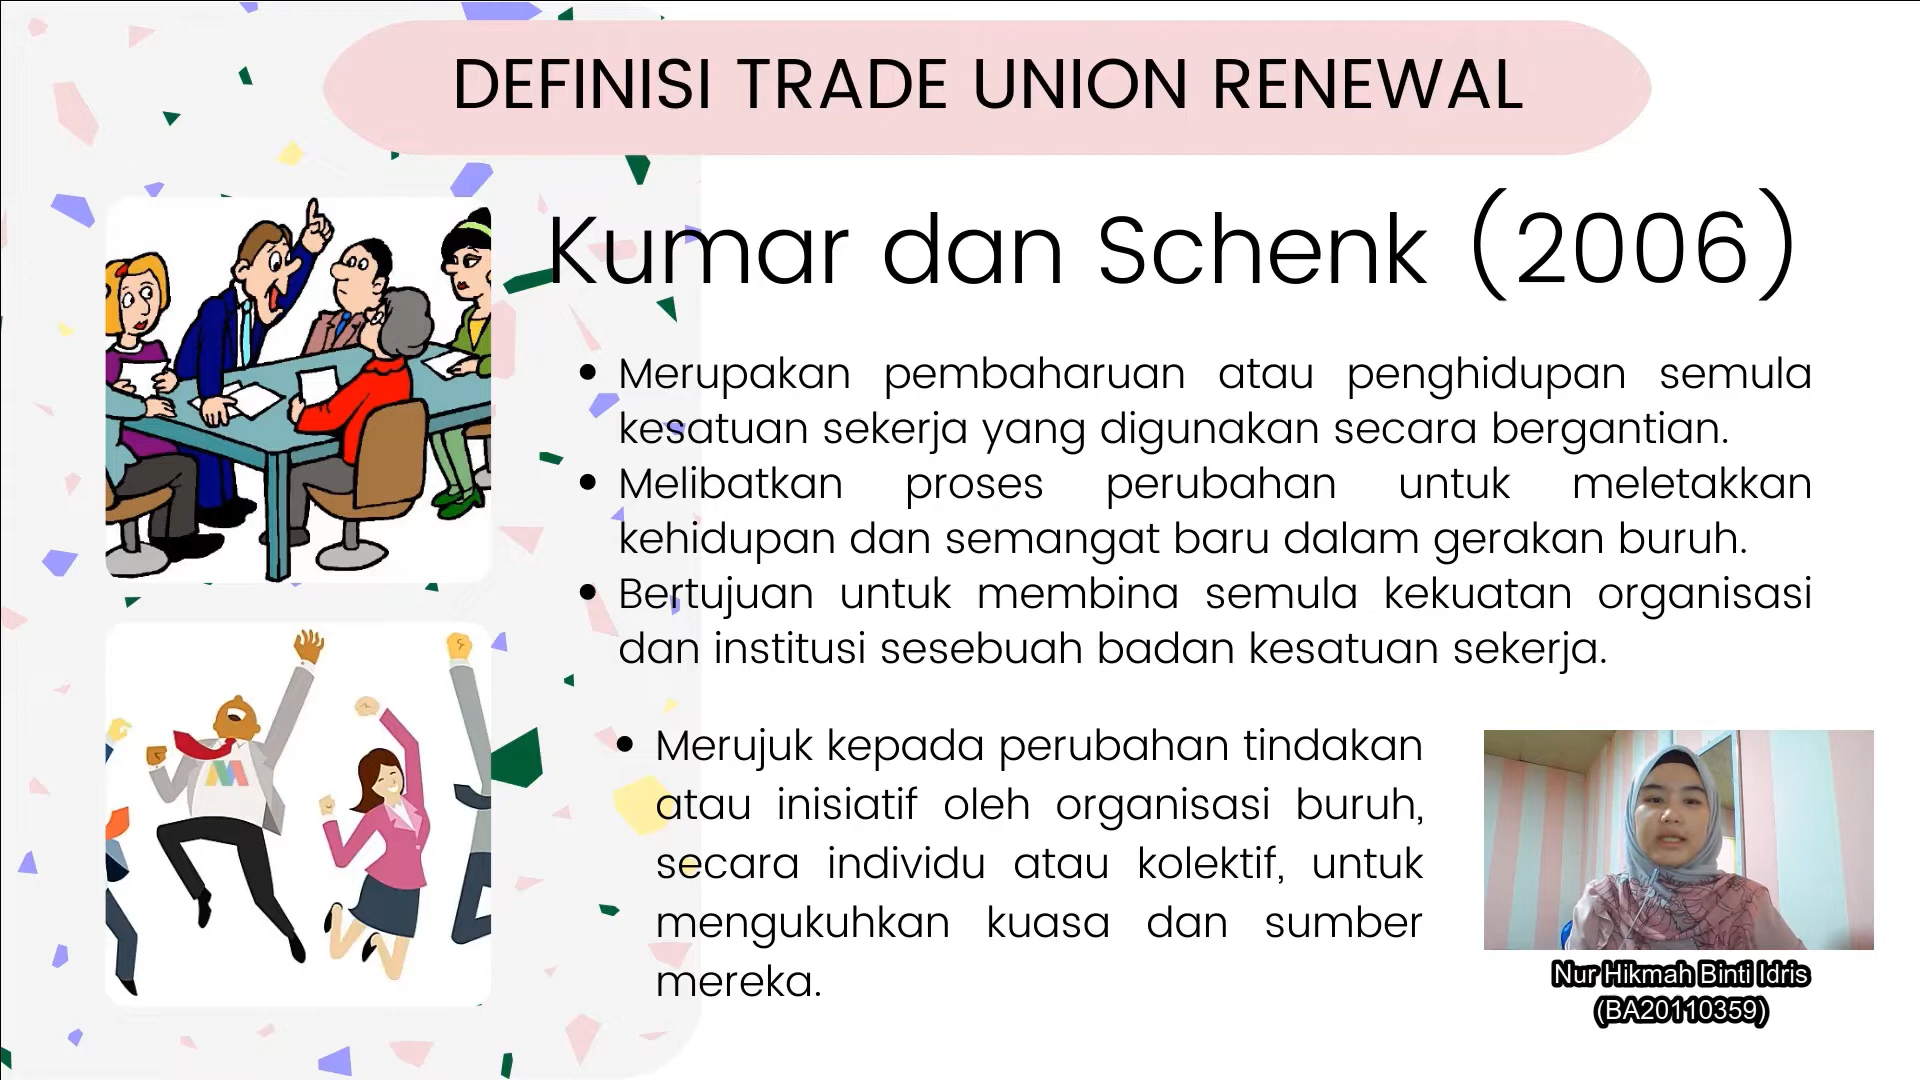 DEFINISI TRADE UNION RENEWAL
Kumar dan Schenk (2006)
• Merupakan pembaharuan atau penghidupan semula
kesatuan sekerja yang digunakan secara bergantian.
• Melibatkan proses perubahan untuk meletakkan
kehidupan dan semangat baru dalam gerakan buruh.
• Bertujuan untuk membina semula kekuatan organisasi
dan institusi sesebuah badan kesatuan sekerja.
• Merujuk kepada perubahan tindakan
atau inisiatif oleh organisasi buruh,
secara individu atau kolektif, untuk
mengukuhkan kuasa dan sumber
mereka.
Nur Hikmah Binti Idris
(BA20110359)